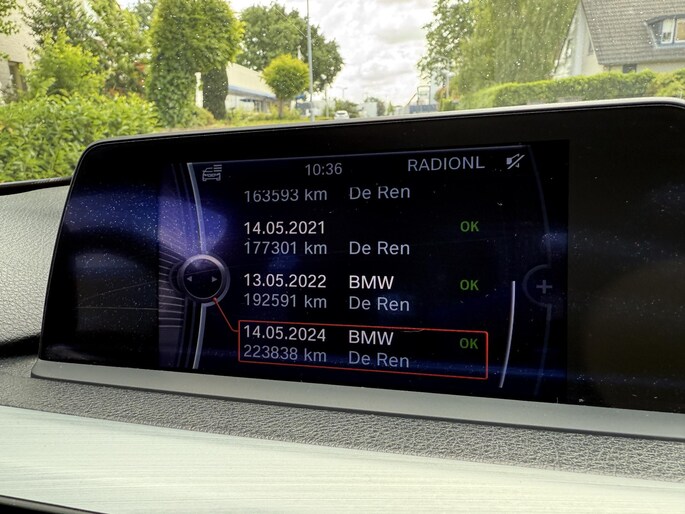 10:36 RADIONL
163593 km De Ren
14.05.2021 OK
177301 km De Ren
13.05.2022 BMW OK
192591 km De Ren
14.05.2024 BMW OK
223838 km De Ren